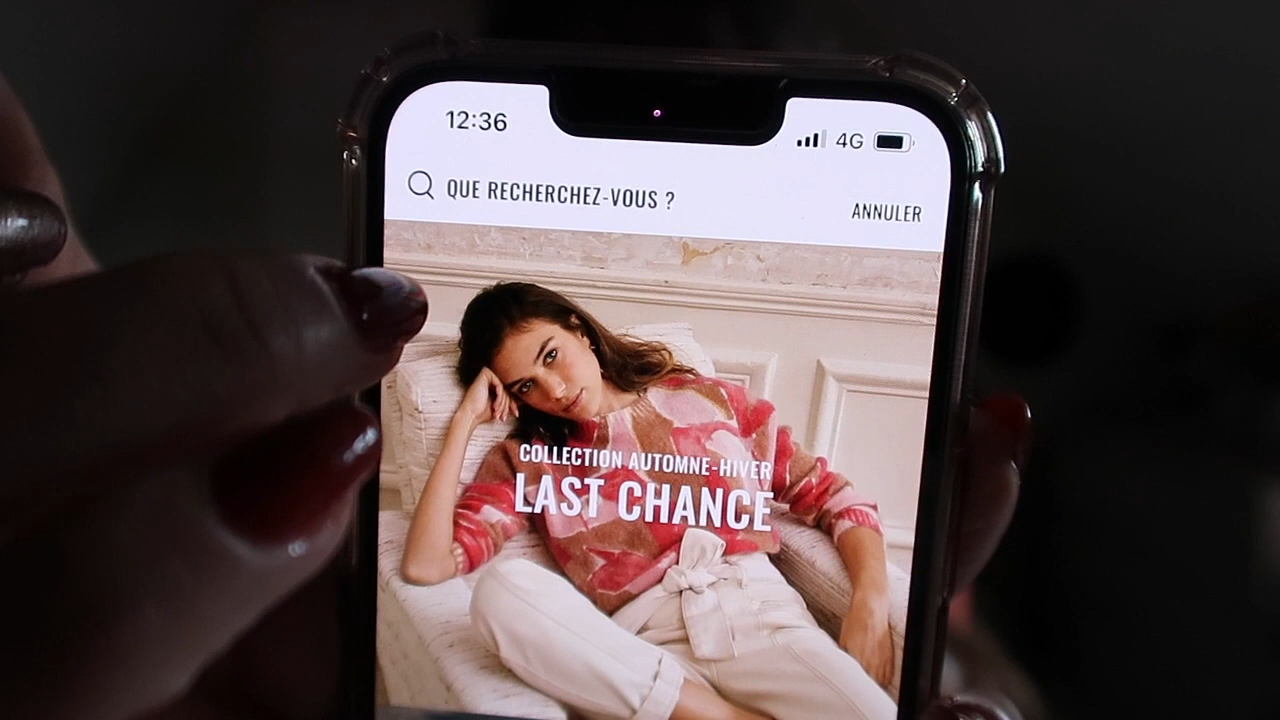 12:36
4G
QUE RECHERCHEZ-VOUS ?
ANNULER
COLLECTION AUTOMNE-HIVER
LAST CHANCE